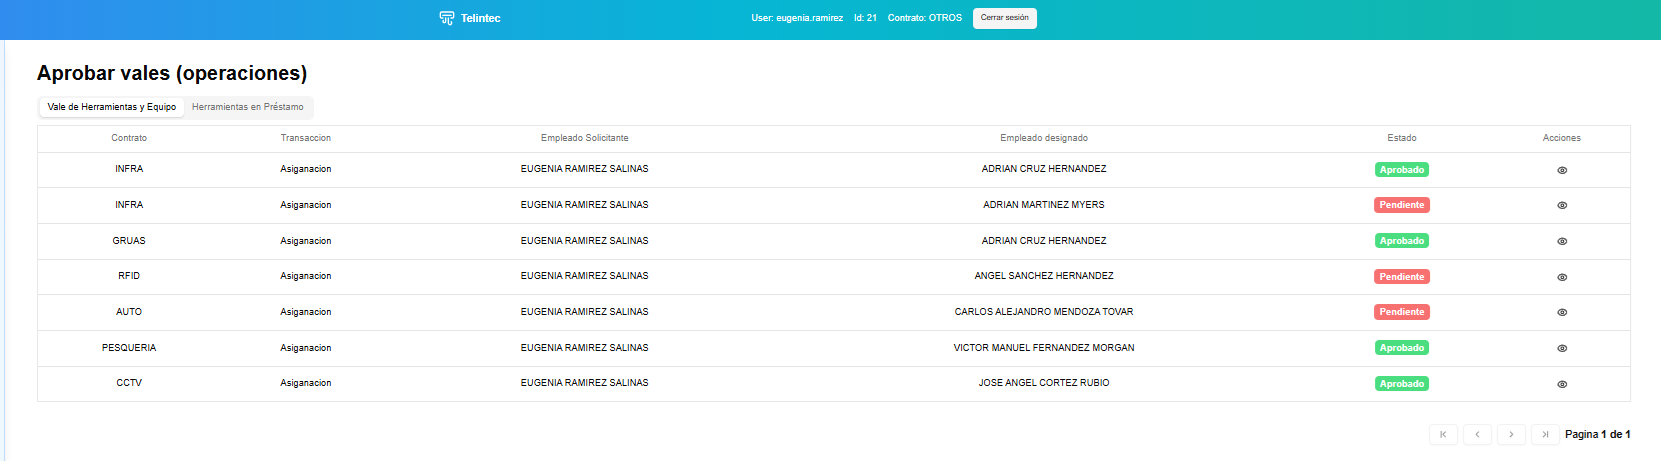 Telintec User: eugenia.ramirez Id: 21 Contrato: OTROS Cerrar sesión
Aprobar vales (operaciones)
Vale de Herramientas y Equipo Herramientas en Préstamo
Contrato Transaccion Empleado Solicitante Empleado designado Estado Acciones
INFRA Asiganacion EUGENIA RAMIREZ SALINAS ADRIAN CRUZ HERNANDEZ Aprobado
INFRA Asiganacion EUGENIA RAMIREZ SALINAS ADRIAN MARTINEZ MYERS Pendiente
GRUAS Asiganacion EUGENIA RAMIREZ SALINAS ADRIAN CRUZ HERNANDEZ Aprobado
RFID Asiganacion EUGENIA RAMIREZ SALINAS ANGEL SANCHEZ HERNANDEZ Pendiente
AUTO Asiganacion EUGENIA RAMIREZ SALINAS CARLOS ALEJANDRO MENDOZA TOVAR Pendiente
PESQUERIA Asiganacion EUGENIA RAMIREZ SALINAS VICTOR MANUEL FERNANDEZ MORGAN Aprobado
CCTV Asiganacion EUGENIA RAMIREZ SALINAS JOSE ANGEL CORTEZ RUBIO Aprobado
Pagina 1 de 1